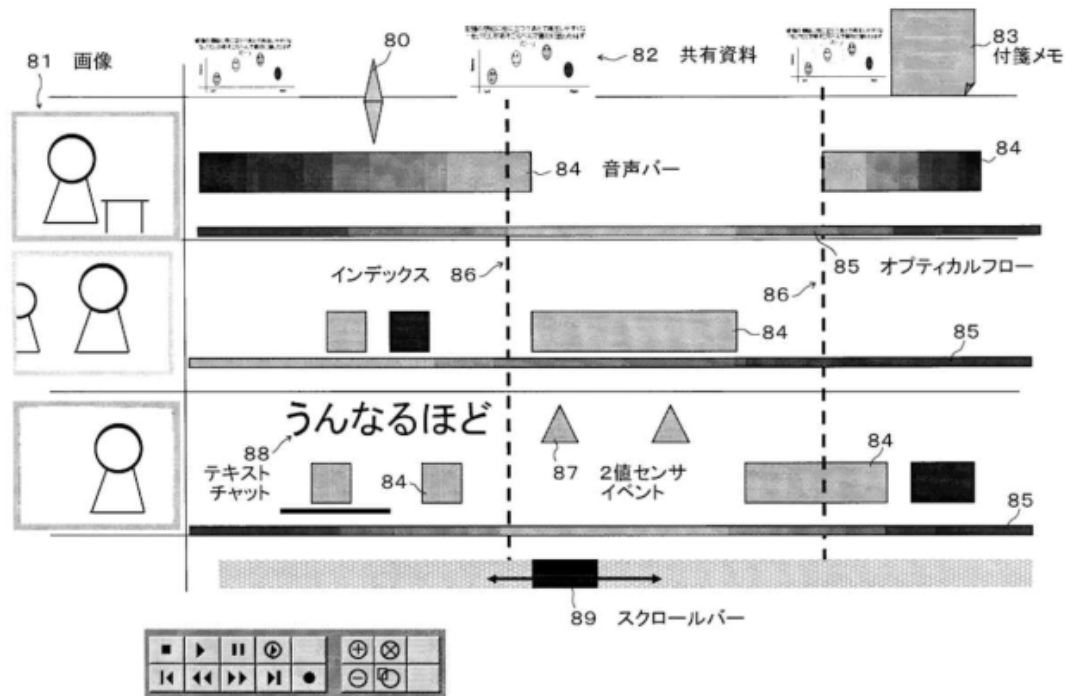 80
82 共有資料
83
付箋メモ
81 画像
84 音声バー
84
85 オプティカルフロー
インデックス
86
86
84
85
うんなるほど
88
テキスト
チャット
84
87
2値センサ
イベント
84
85
89 スクロールバー